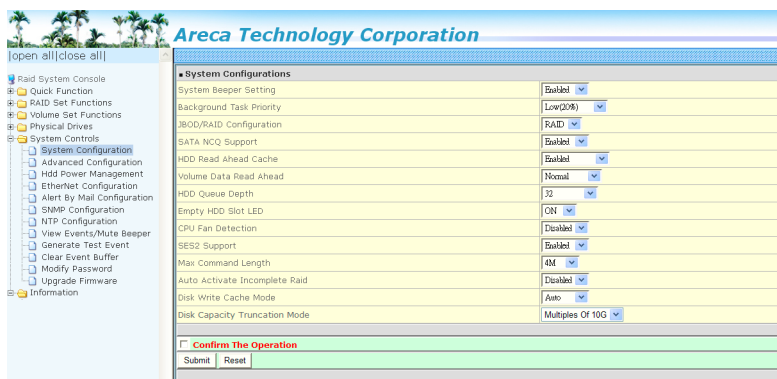 Areca Technology Corporation
|open all|close all|
Raid System Console
Quick Function
RAID Set Functions
Volume Set Functions
Physical Drives
System Controls
System Configuration
Advanced Configuration
Hdd Power Management
EtherNet Configuration
Alert By Mail Configuration
SNMP Configuration
NTP Configuration
View Events/Mute Beeper
Generate Test Event
Clear Event Buffer
Modify Password
Upgrade Firmware
Information
System Configurations
System Beeper Setting Enabled
Background Task Priority Low(20%)
JBOD/RAID Configuration RAID
SATA NCQ Support Enabled
HDD Read Ahead Cache Enabled
Volume Data Read Ahead Normal
HDD Queue Depth 32
Empty HDD Slot LED ON
CPU Fan Detection Disabled
SES2 Support Enabled
Max Command Length 4M
Auto Activate Incomplete Raid Disabled
Disk Write Cache Mode Auto
Disk Capacity Truncation Mode Multiples Of 10G
Confirm The Operation
Submit Reset